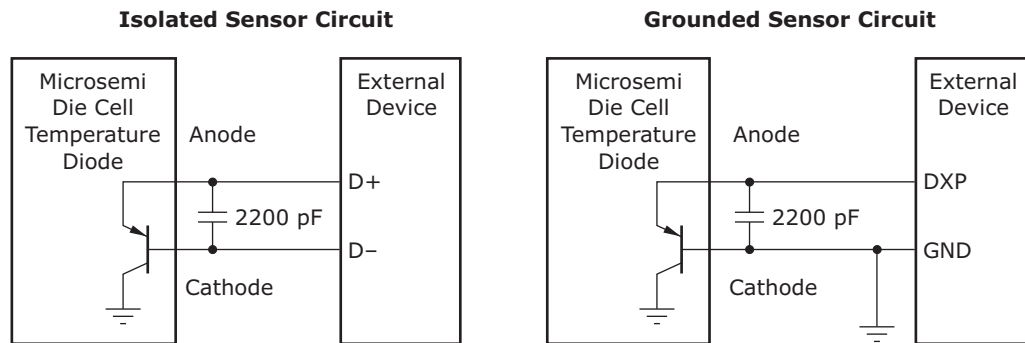 Isolated Sensor Circuit
Microsemi
Die Cell
Temperature
Diode
Anode
External
Device
D+
2200 pF
D–
Cathode
Grounded Sensor Circuit
Microsemi
Die Cell
Temperature
Diode
Anode
External
Device
DXP
2200 pF
GND
Cathode